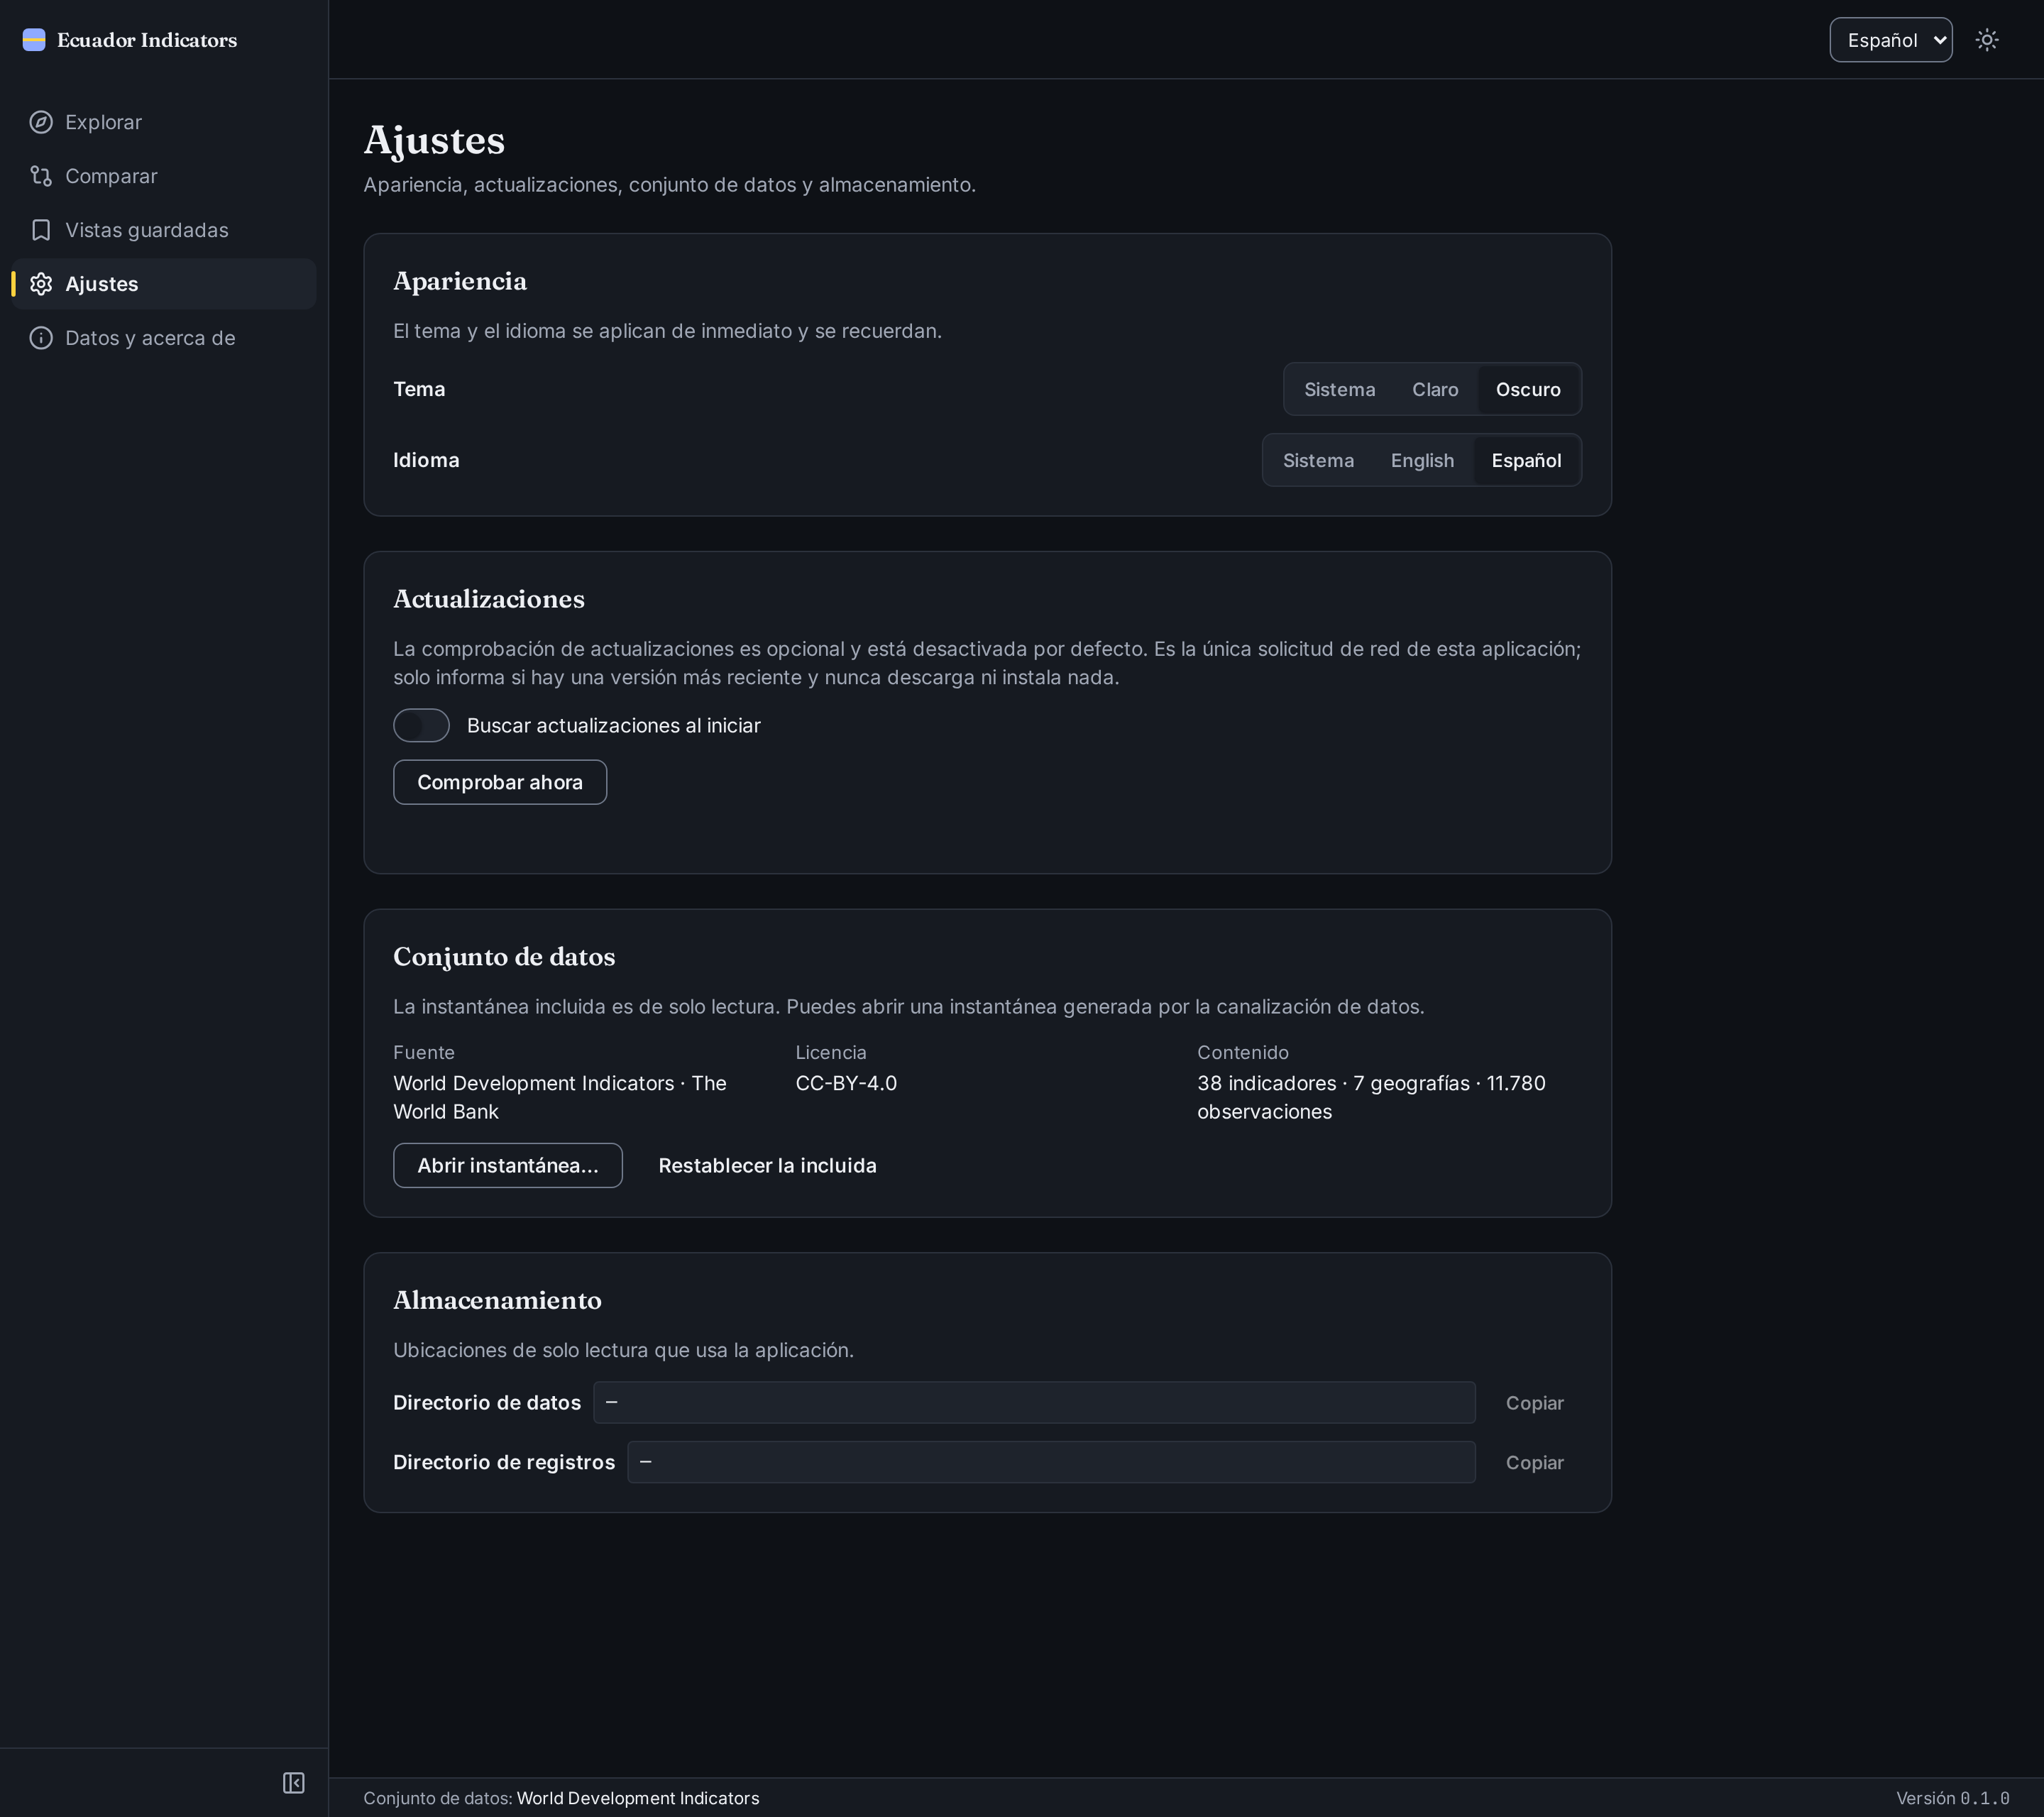 Ecuador Indicators
Español
Explorar
Comparar
Vistas guardadas
Ajustes
Datos y acerca de
Ajustes
Apariencia, actualizaciones, conjunto de datos y almacenamiento.
Apariencia
El tema y el idioma se aplican de inmediato y se recuerdan.
Tema
Sistema Claro Oscuro
Idioma
Sistema English Español
Actualizaciones
La comprobación de actualizaciones es opcional y está desactivada por defecto. Es la única solicitud de red de esta aplicación;
solo informa si hay una versión más reciente y nunca descarga ni instala nada.
Buscar actualizaciones al iniciar
Comprobar ahora
Conjunto de datos
La instantánea incluida es de solo lectura. Puedes abrir una instantánea generada por la canalización de datos.
Fuente
World Development Indicators · The
World Bank
Licencia
CC-BY-4.0
Contenido
38 indicadores · 7 geografías · 11.780
observaciones
Abrir instantánea... Restablecer la incluida
Almacenamiento
Ubicaciones de solo lectura que usa la aplicación.
Directorio de datos — Copiar
Directorio de registros — Copiar
Conjunto de datos: World Development Indicators
Versión 0.1.0